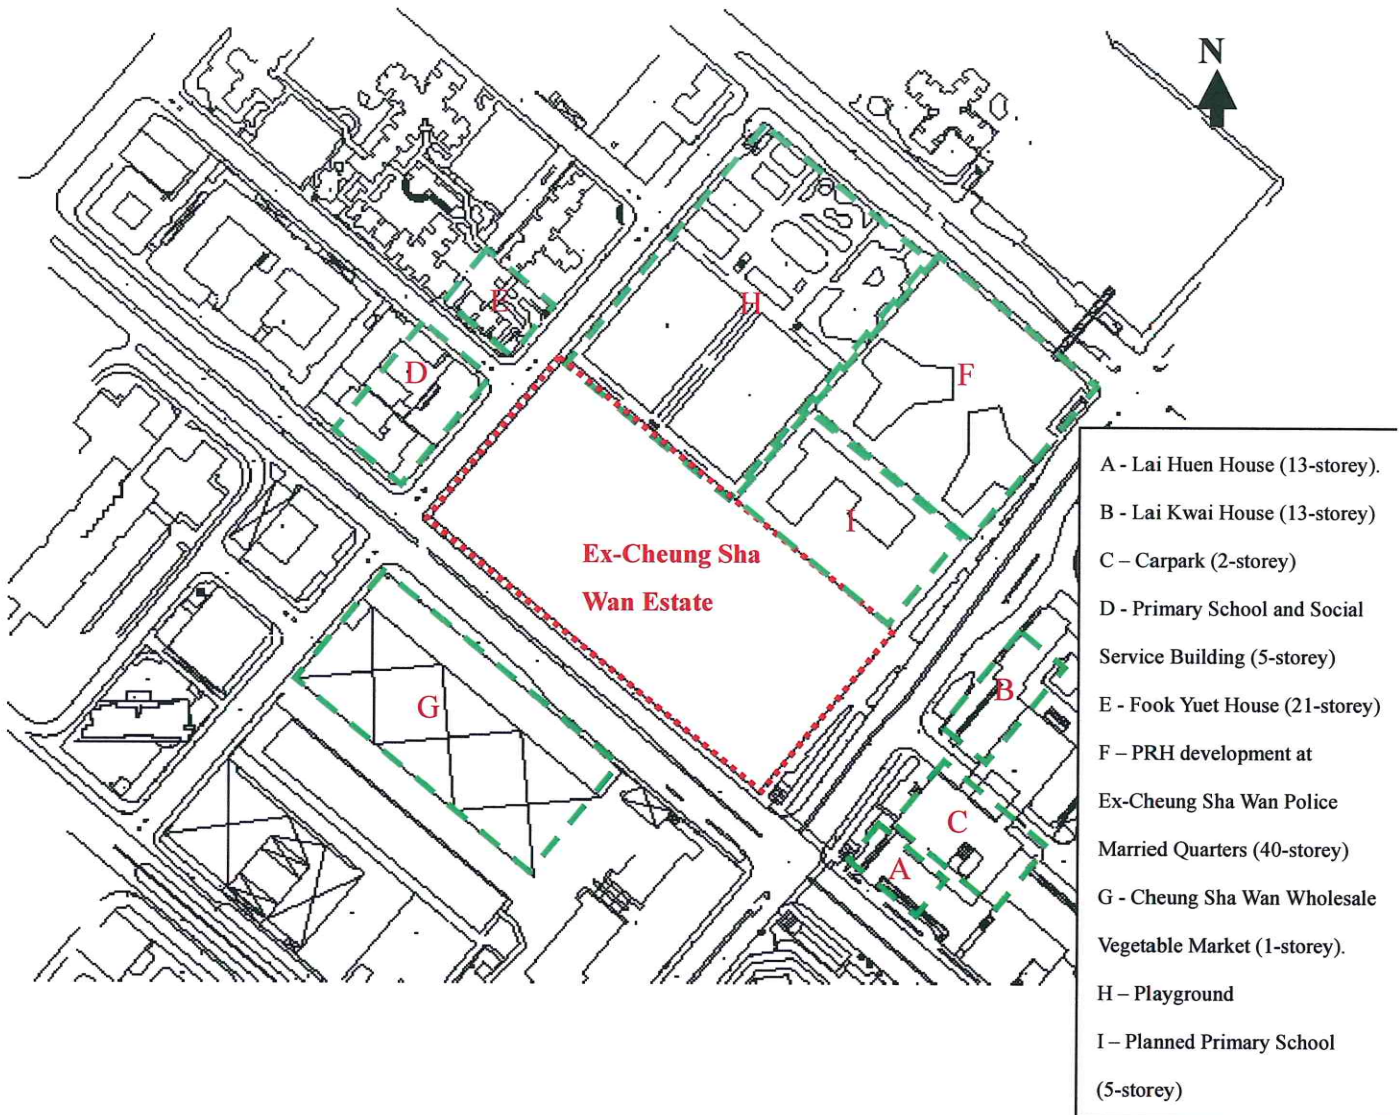 N
E
H
D
F
I
Ex-Cheung Sha
Wan Estate
B
G
C
A
A - Lai Huen House (13-storey).
B - Lai Kwai House (13-storey)
C – Carpark (2-storey)
D - Primary School and Social
Service Building (5-storey)
E - Fook Yuet House (21-storey)
F – PRH development at
Ex-Cheung Sha Wan Police
Married Quarters (40-storey)
G - Cheung Sha Wan Wholesale
Vegetable Market (1-storey).
H – Playground
I – Planned Primary School
(5-storey)